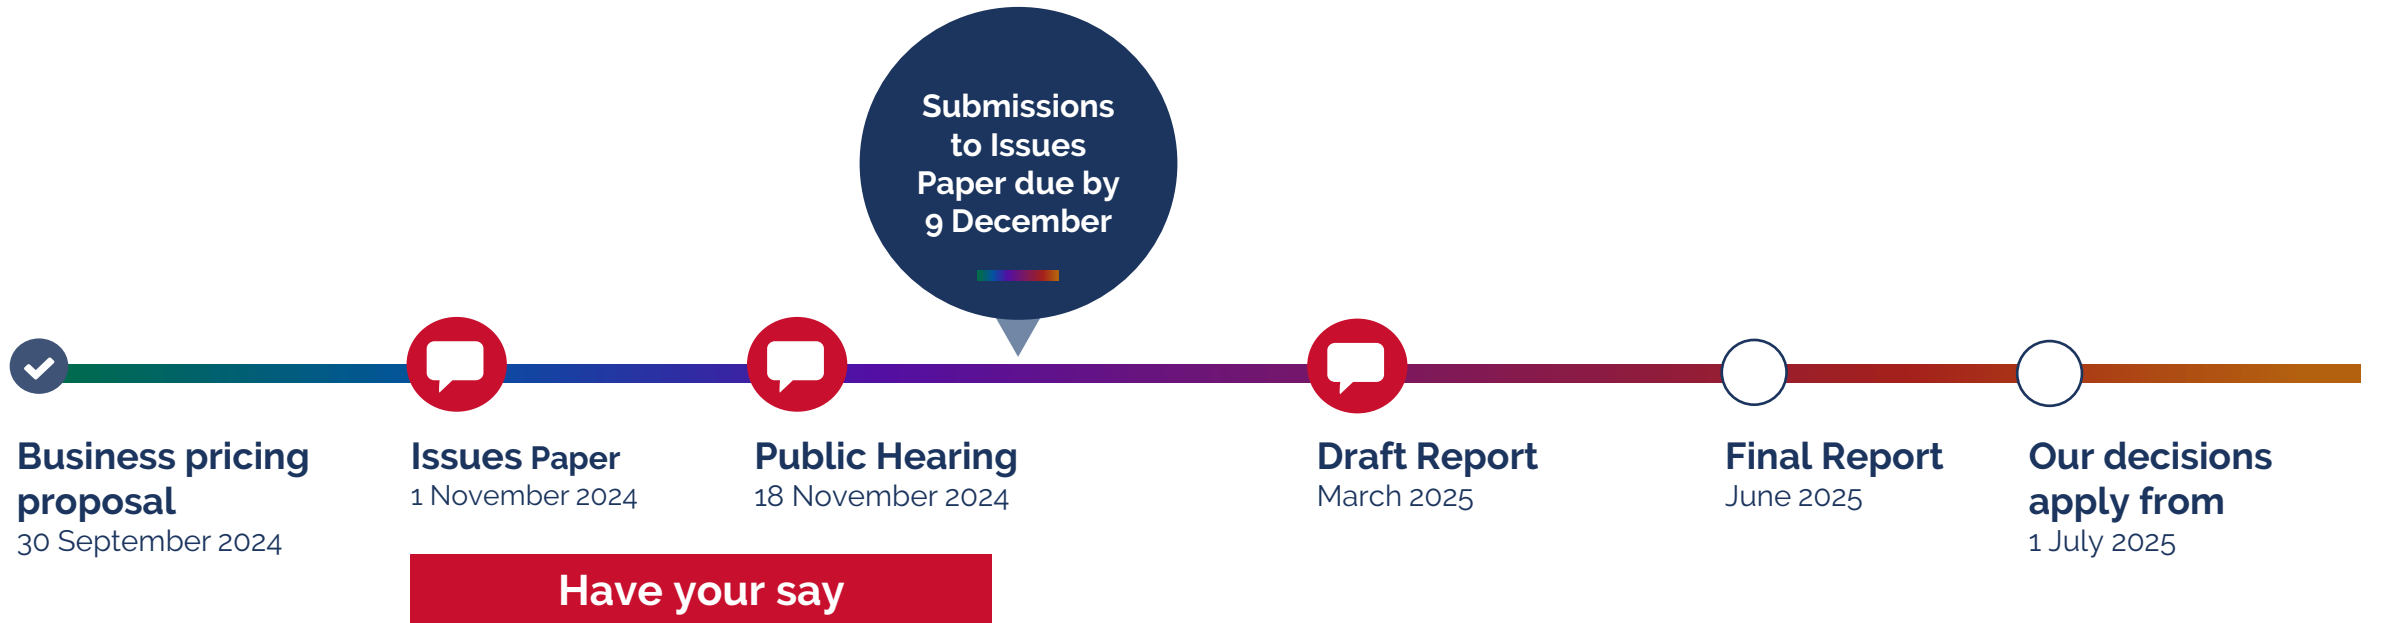 Submissions
to Issues
Paper due by
9 December
Business pricing
proposal
30 September 2024
Issues Paper
1 November 2024
Public Hearing
18 November 2024
Draft Report
March 2025
Final Report
June 2025
Our decisions
apply from
1 July 2025
Have your say